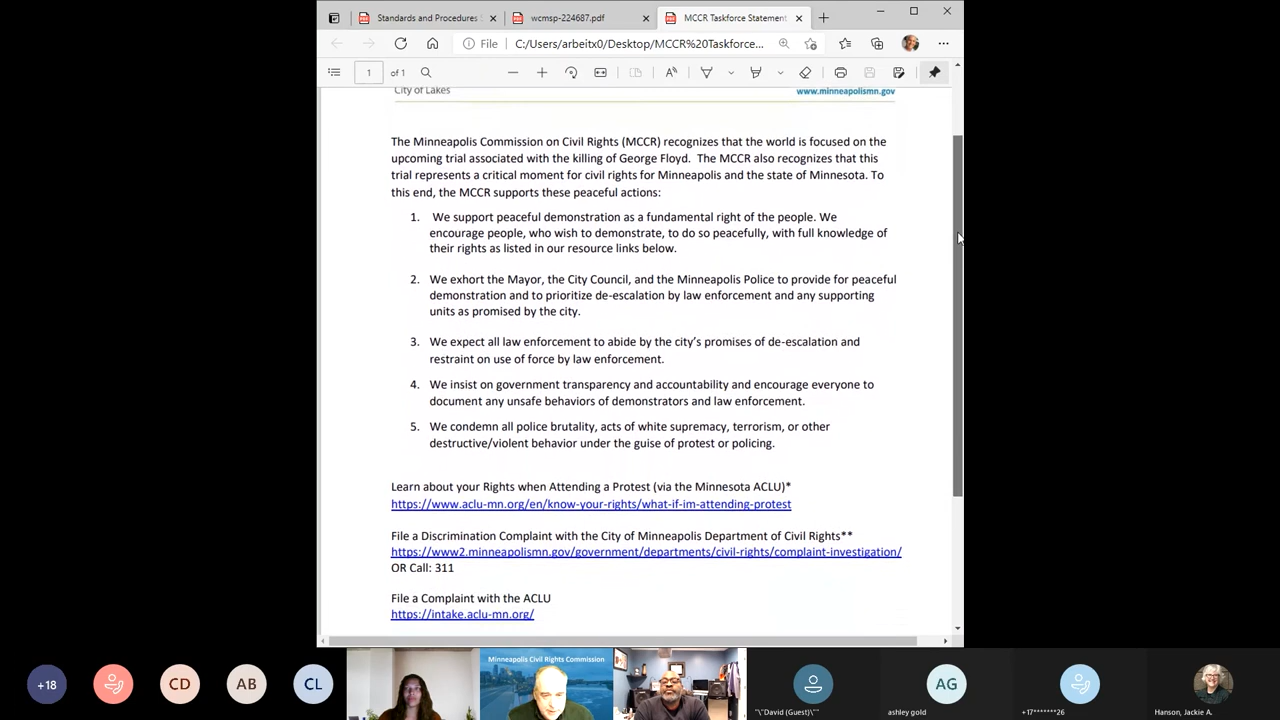 Standards and Procedures
wcmsp-224687.pdf
MCCR Taskforce Statement
File
C:/Users/arbeitx0/Desktop/MCCR%20Taskforce...
1
of 1
City of Lakes
www.minneapolismn.gov
The Minneapolis Commission on Civil Rights (MCCR) recognizes that the world is focused on the
upcoming trial associated with the killing of George Floyd.  The MCCR also recognizes that this
trial represents a critical moment for civil rights for Minneapolis and the state of Minnesota. To
this end, the MCCR supports these peaceful actions:
1. We support peaceful demonstration as a fundamental right of the people. We
encourage people, who wish to demonstrate, to do so peacefully, with full knowledge of
their rights as listed in our resource links below.
2. We exhort the Mayor, the City Council, and the Minneapolis Police to provide for peaceful
demonstration and to prioritize de-escalation by law enforcement and any supporting
units as promised by the city.
3. We expect all law enforcement to abide by the city's promises of de-escalation and
restraint on use of force by law enforcement.
4. We insist on government transparency and accountability and encourage everyone to
document any unsafe behaviors of demonstrators and law enforcement.
5. We condemn all police brutality, acts of white supremacy, terrorism, or other
destructive/violent behavior under the guise of protest or policing.
Learn about your Rights when Attending a Protest (via the Minnesota ACLU)*
https://www.aclu-mn.org/en/know-your-rights/what-if-im-attending-protest
File a Discrimination Complaint with the City of Minneapolis Department of Civil Rights**
https://www2.minneapolismn.gov/government/departments/civil-rights/complaint-investigation/
OR Call: 311
File a Complaint with the ACLU
https://intake.aclu-mn.org/
+18
CD
AB
CL
Minneapolis Civil Rights Commission
"\"David (Guest)\""
AG
ashley gold
+17*******26
Hanson, Jackie A.